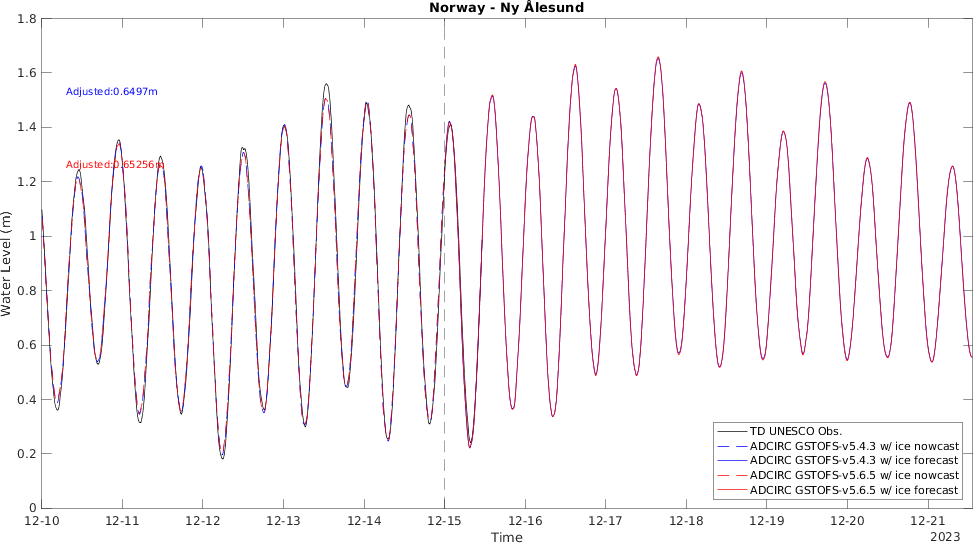 Norway - Ny Ålesund
1.8
1.6
1.4
1.2
1
0.8
0.6
0.4
0.2
0
Water Level (m)
Adjusted:0.6497m
Adjusted:0.65256m
TD UNESCO Obs.
ADCIRC GSTOFS-v5.4.3 w/ ice nowcast
ADCIRC GSTOFS-v5.4.3 w/ ice forecast
ADCIRC GSTOFS-v5.6.5 w/ ice nowcast
ADCIRC GSTOFS-v5.6.5 w/ ice forecast
12-10 12-11 12-12 12-13 12-14 12-15 12-16 12-17 12-18 12-19 12-20 12-21
Time
2023